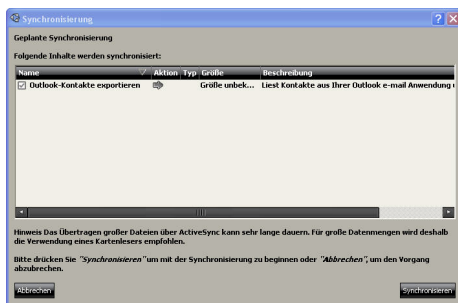 Synchronisierung
Geplante Synchronisierung
Folgende Inhalte werden synchronisiert:
Name Aktion Typ Größe Beschreibung
Outlook-Kontakte exportieren Größe unbek... Liest Kontakte aus Ihrer Outlook e-mail Anwendung
Hinweis Das Übertragen großer Dateien über ActiveSync kann sehr lange dauern. Für große Datenmengen wird deshalb
die Verwendung eines Kartenlesers empfohlen.
Bitte drücken Sie "Synchronisieren" um mit der Synchronisierung zu beginnen oder "Abbrechen", um den Vorgang
abzubrechen.
Abbrechen Synchronisieren